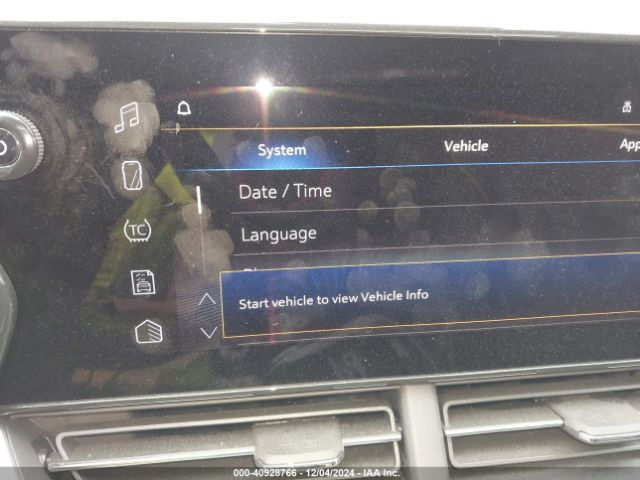 System Vehicle App
Date / Time
TC
Language
Start vehicle to view Vehicle Info
000-40928766 - 12/04/2024 - IAA Inc.